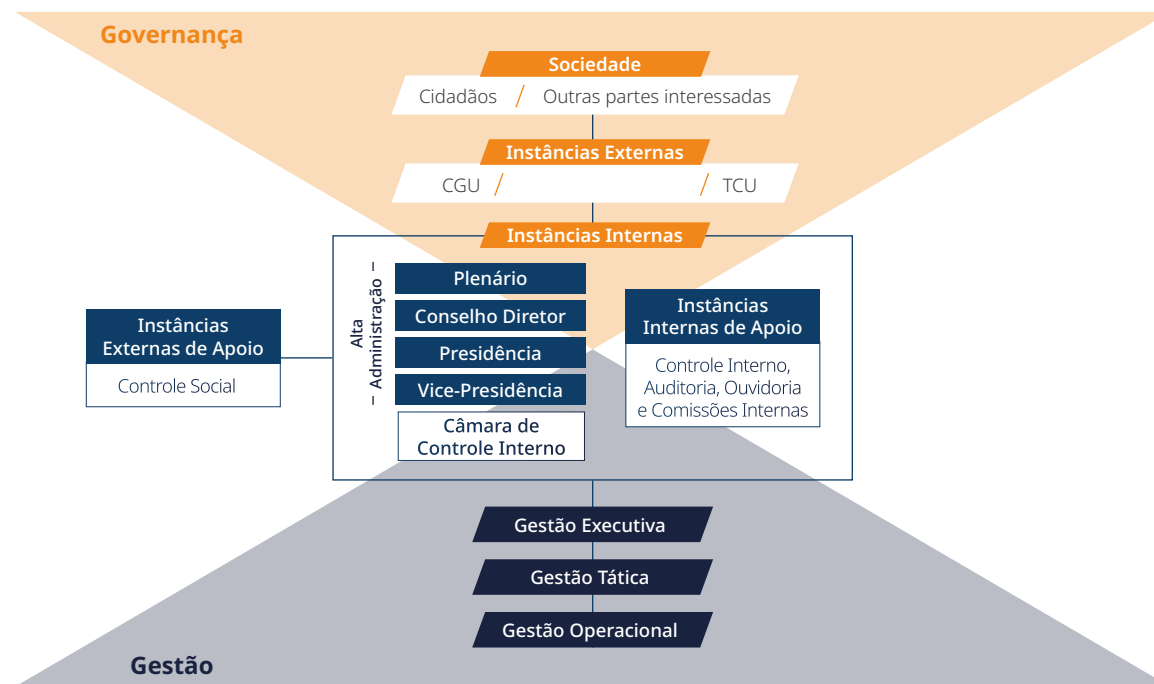 Governança
Sociedade
Cidadãos / Outras partes interessadas
Instâncias Externas
CGU / / TCU
Instâncias Internas
Alta
Administração
Plenário
Conselho Diretor
Presidência
Vice-Presidência
Câmara de
Controle Interno
Instâncias
Internas de Apoio
Controle Interno,
Auditoria, Ouvidoria
e Comissões Internas
Instâncias
Externas de Apoio
Controle Social
Gestão Executiva
Gestão Tática
Gestão Operacional
Gestão